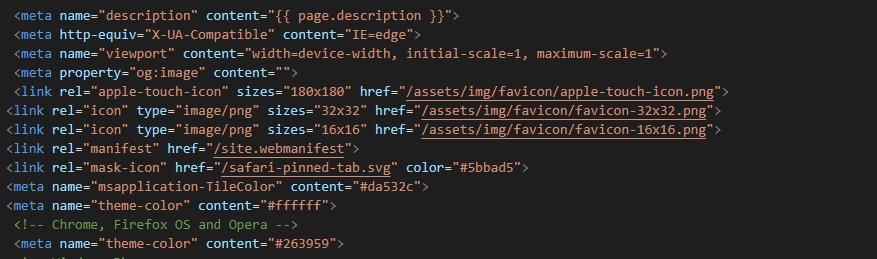 <meta name="description" content="{{ page.description }}">
<meta http-equiv="X-UA-Compatible" content="IE=edge">
<meta name="viewport" content="width=device-width, initial-scale=1, maximum-scale=1">
<meta property="og:image" content="">
<link rel="apple-touch-icon" sizes="180x180" href="/assets/img/favicon/apple-touch-icon.png">
<link rel="icon" type="image/png" sizes="32x32" href="/assets/img/favicon/favicon-32x32.png">
<link rel="icon" type="image/png" sizes="16x16" href="/assets/img/favicon/favicon-16x16.png">
<link rel="manifest" href="/site.webmanifest">
<link rel="mask-icon" href="/safari-pinned-tab.svg" color="#5bbad5">
<meta name="msapplication-TileColor" content="#da532c">
<meta name="theme-color" content="#ffffff">
<!-- Chrome, Firefox OS and Opera -->
<meta name="theme-color" content="#263959">